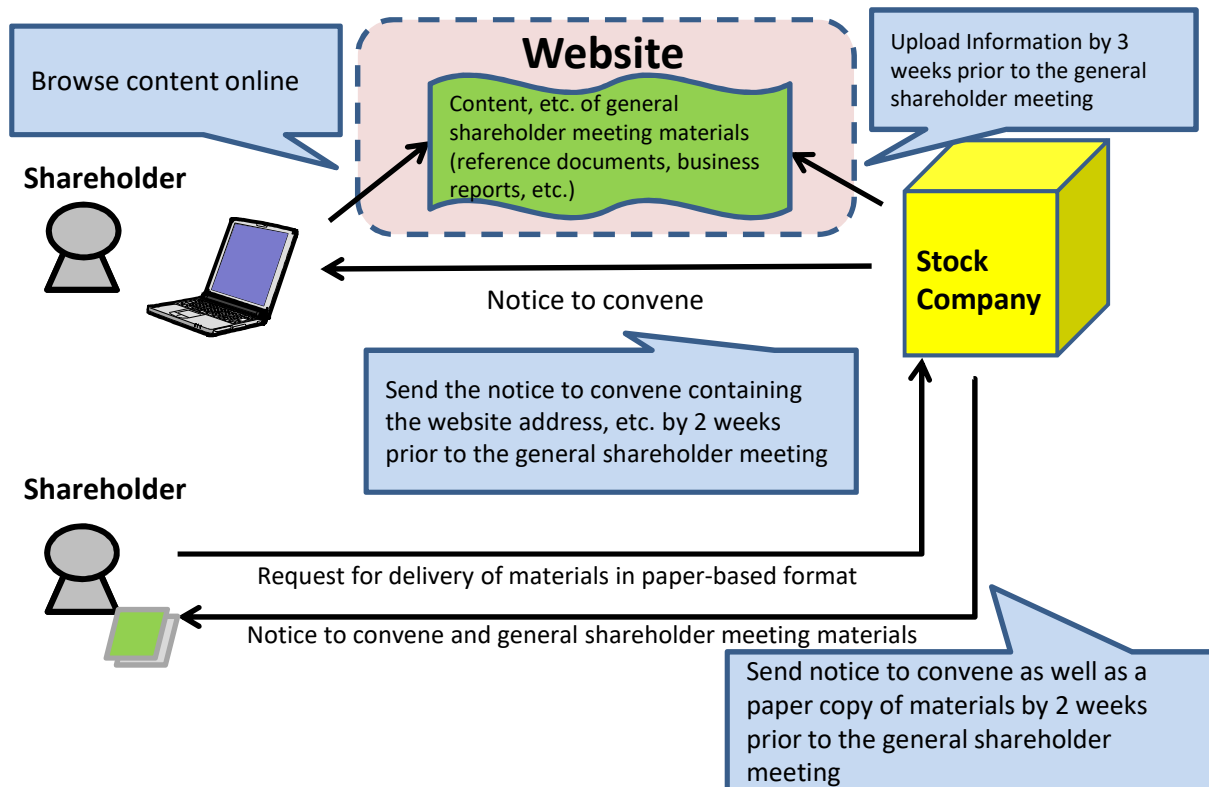 Website
Browse content online
Upload Information by 3
weeks prior to the general
shareholder meeting
Content, etc. of general
shareholder meeting materials
(reference documents, business
reports, etc.)
Shareholder
Stock
Company
Notice to convene
Send the notice to convene containing
the website address, etc. by 2 weeks
prior to the general shareholder meeting
Shareholder
Request for delivery of materials in paper-based format
Notice to convene and general shareholder meeting materials
Send notice to convene as well as a
paper copy of materials by 2 weeks
prior to the general shareholder
meeting